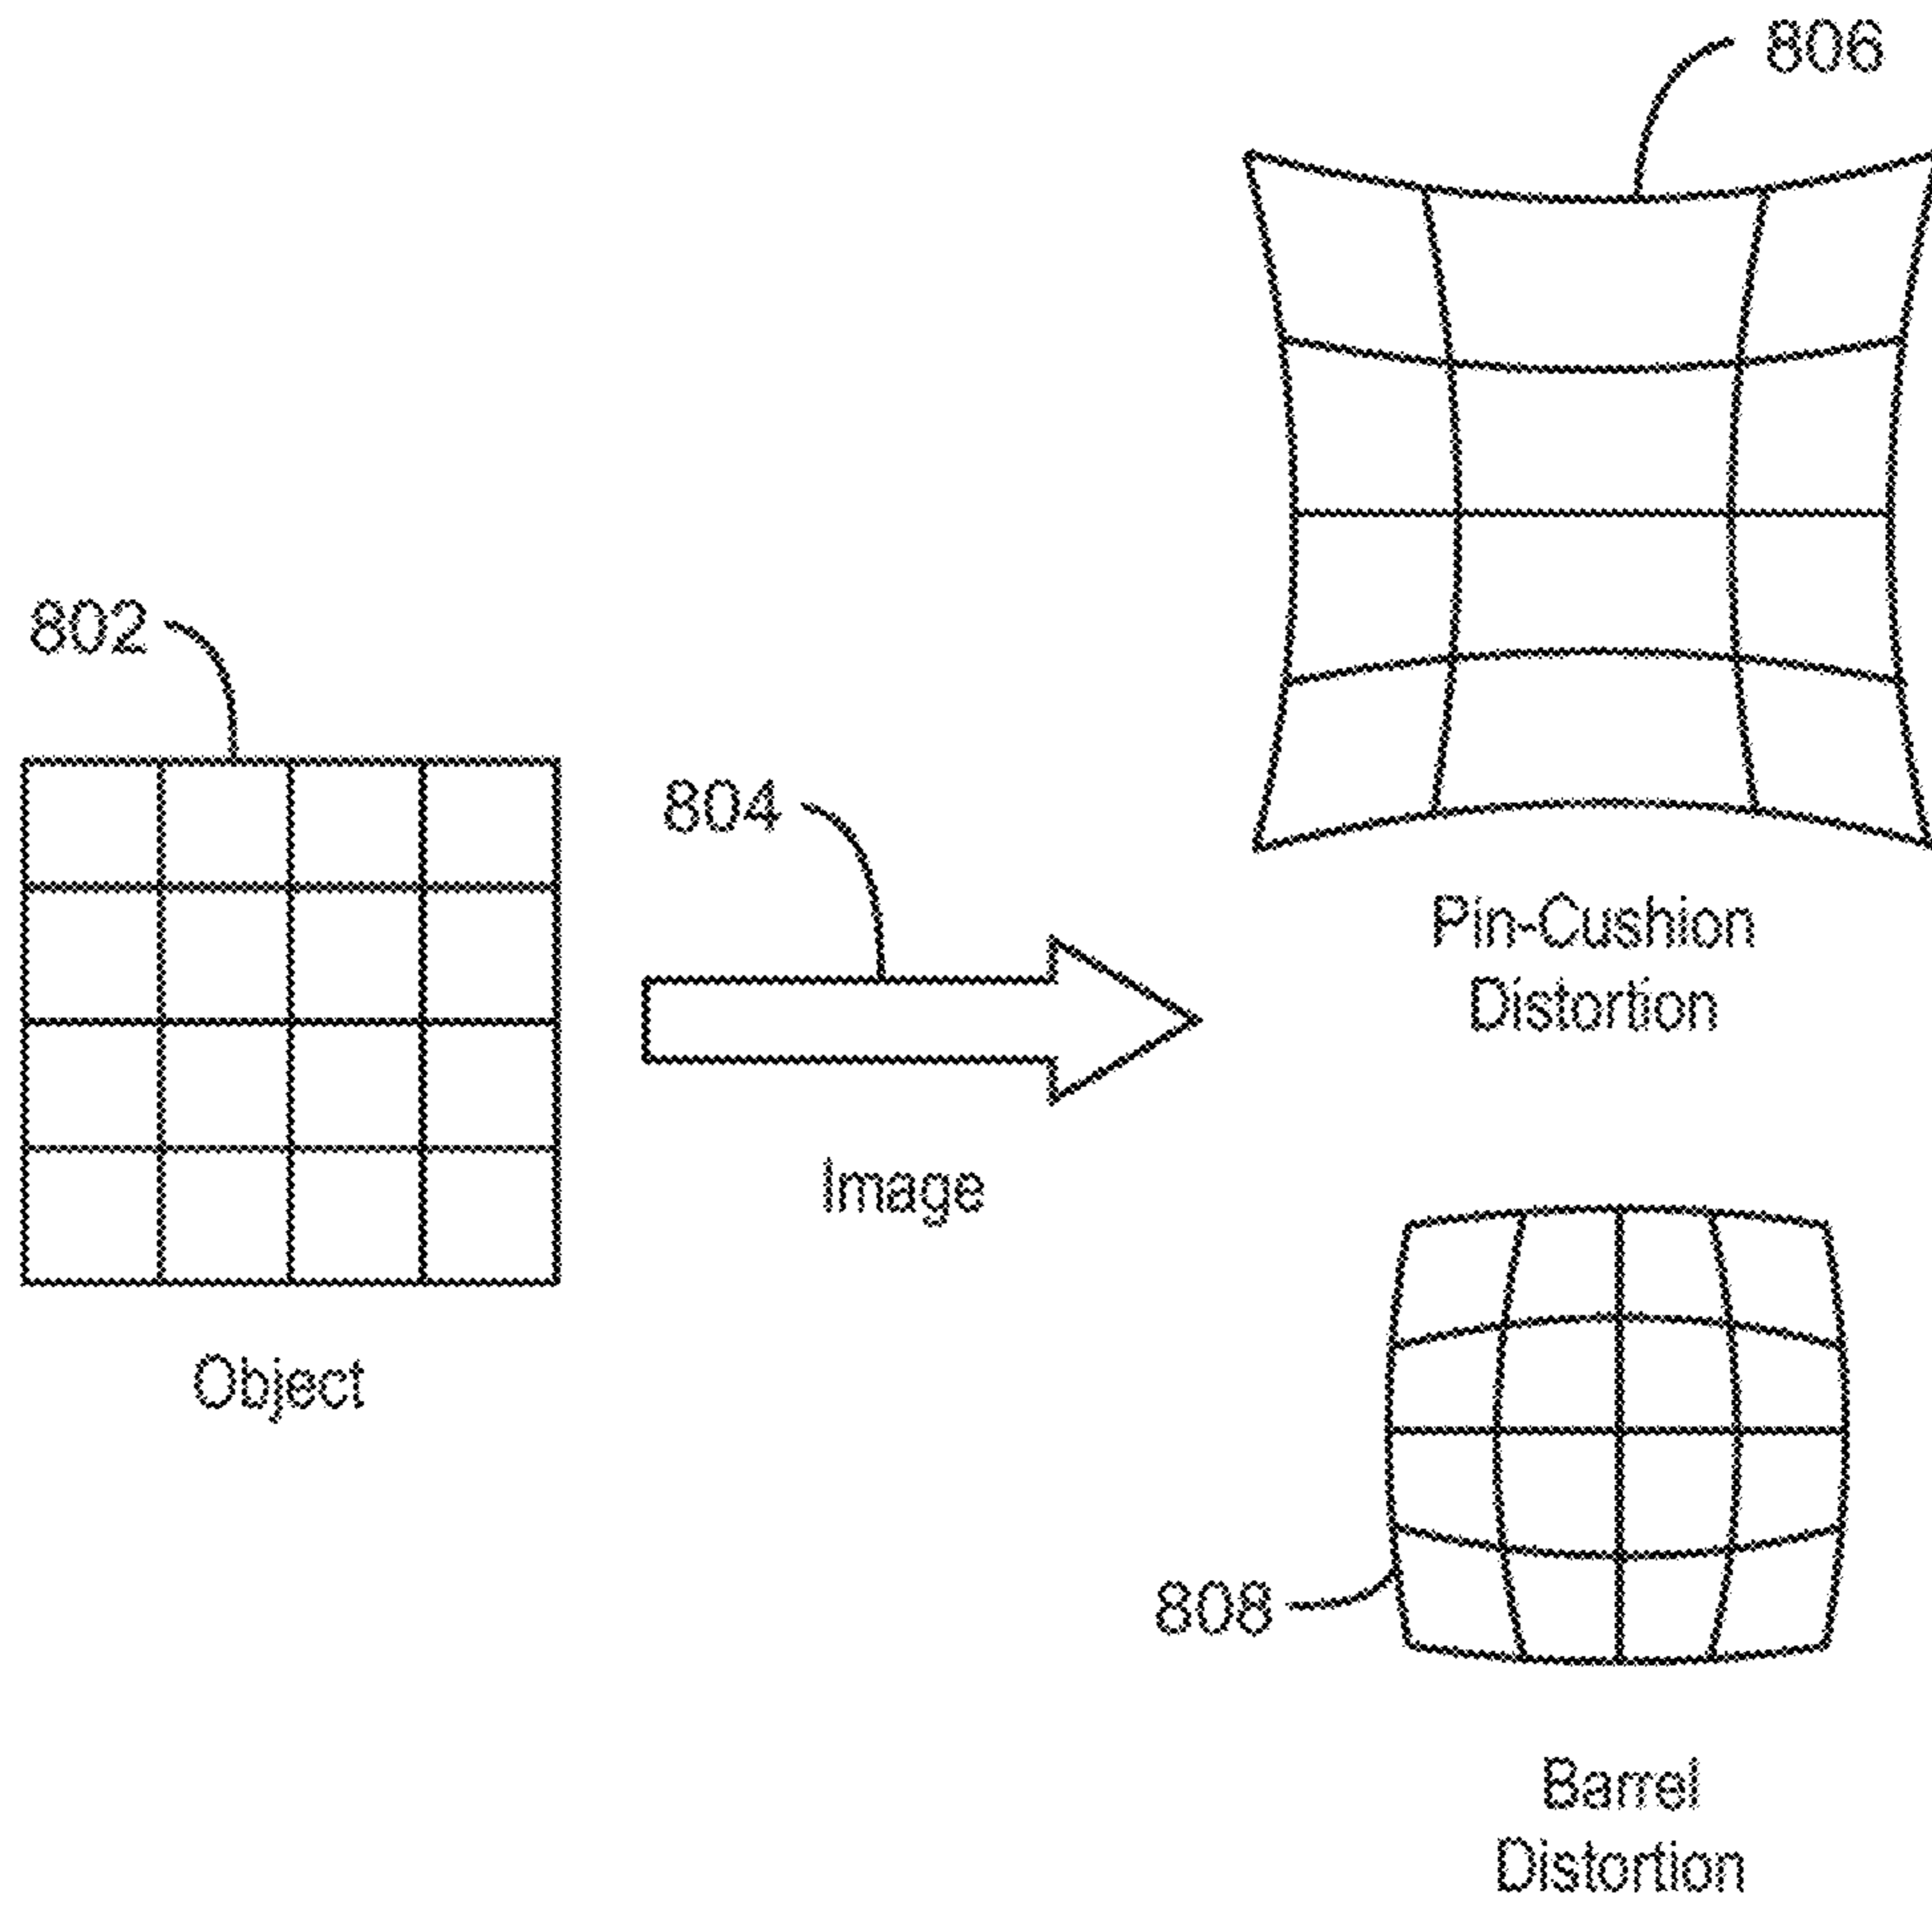 806
802
804
Pin-Cushion
Distortion
Image
Object
808
Barrel
Distortion